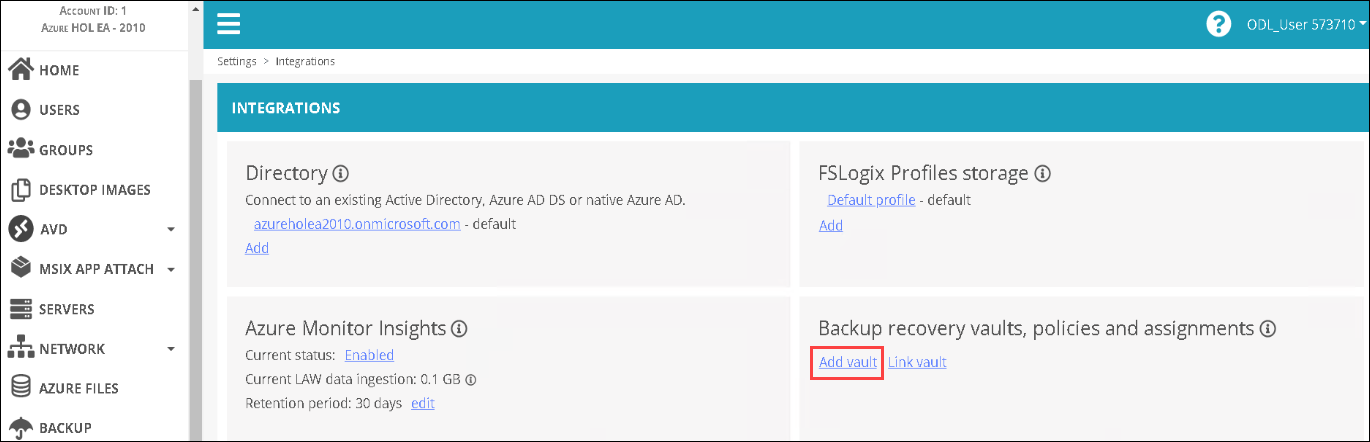 ACCOUNT ID: 1
AZURE HOL EA - 2010
HOME
USERS
GROUPS
DESKTOP IMAGES
AVD
MSIX APP ATTACH
SERVERS
NETWORK
AZURE FILES
BACKUP
? ODL_User 573710
Settings > Integrations
INTEGRATIONS
Directory
Connect to an existing Active Directory, Azure AD DS or native Azure AD.
azureholea2010.onmicrosoft.com - default
Add
FSLogix Profiles storage
Default profile - default
Add
Azure Monitor Insights
Current status: Enabled
Current LAW data ingestion: 0.1 GB
Retention period: 30 days edit
Backup recovery vaults, policies and assignments
Add vault Link vault